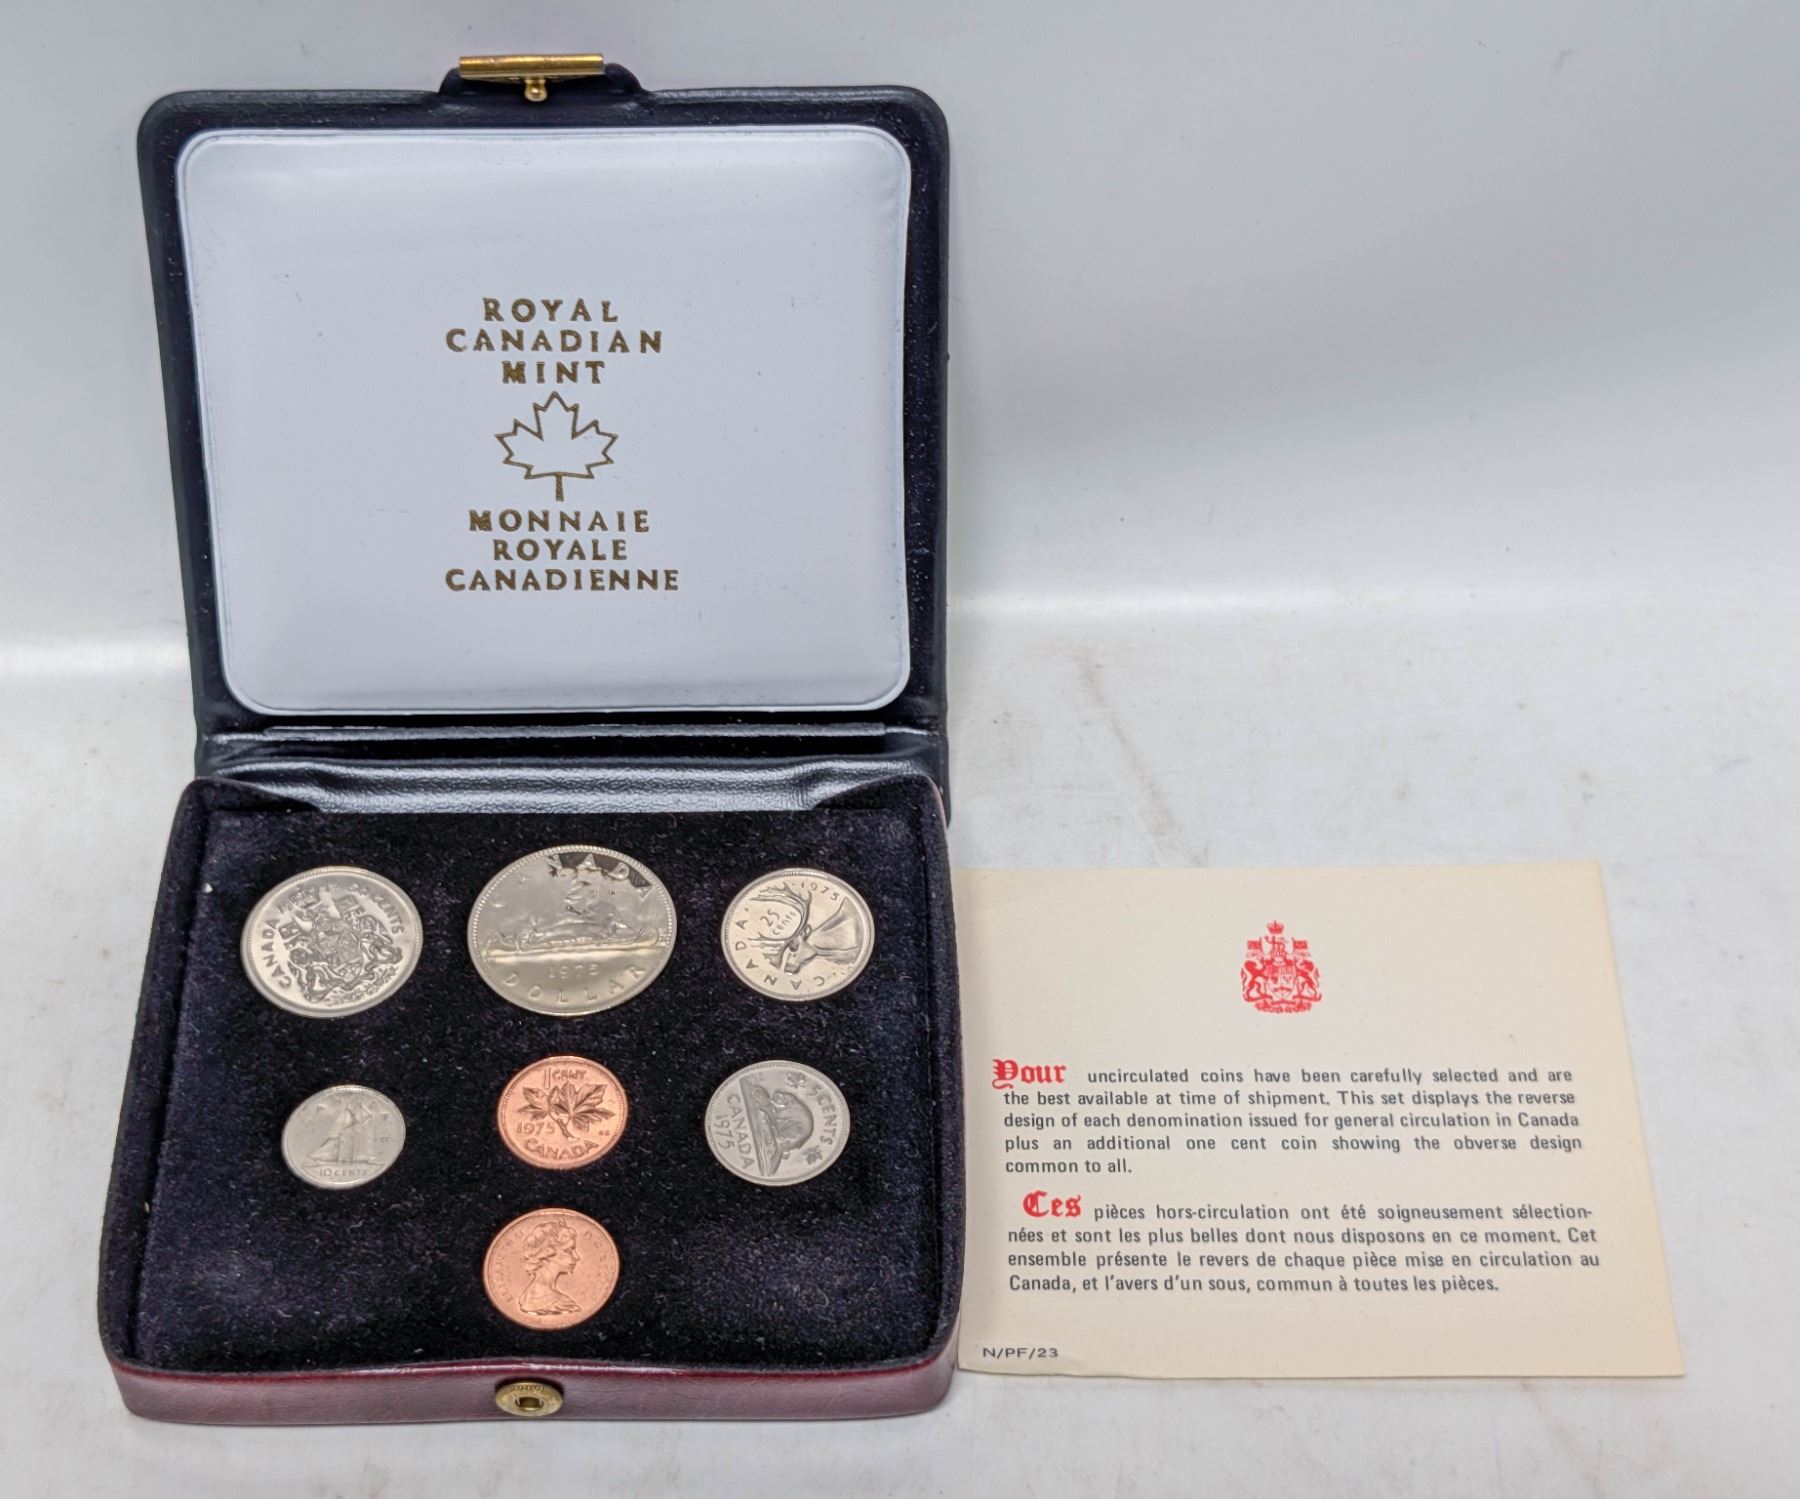 ROYAL
CANADIAN
MINT
MONNAIE
ROYALE
CANADIENNE
CANADA 50 CENTS
CANADA
1975
DOLLAR
1975
25
CENTS
CANADA
10 CENTS
1
CENT
1975
CANADA
5 CENTS
CANADA
1975
Your uncirculated coins have been carefully selected and are
the best available at time of shipment. This set displays the reverse
design of each denomination issued for general circulation in Canada
plus an additional one cent coin showing the obverse design
common to all.
Ces pièces hors-circulation ont été soigneusement sélection-
nées et sont les plus belles dont nous disposons en ce moment. Cet
ensemble présente le revers de chaque pièce mise en circulation au
Canada, et l'avers d'un sous, commun à toutes les pièces.
N/PF/23